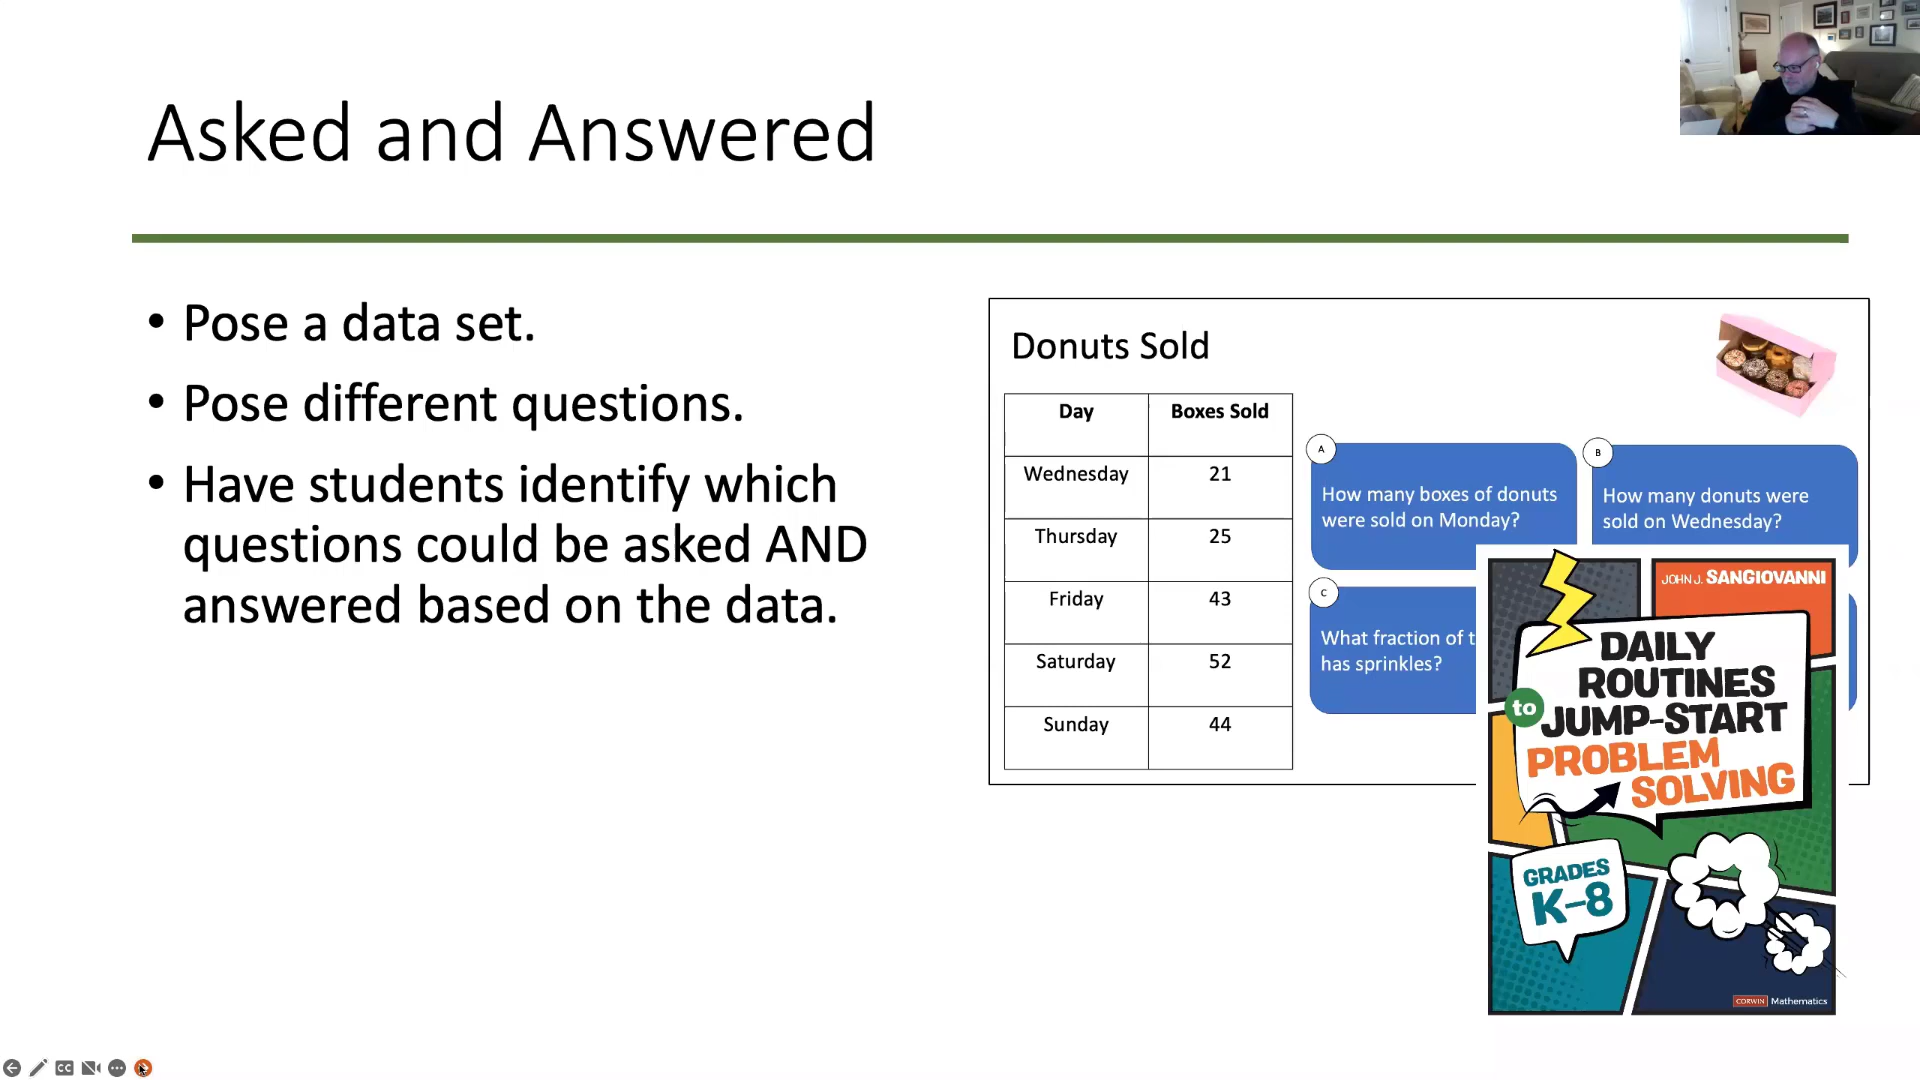 Asked and Answered
• Pose a data set.
• Pose different questions.
• Have students identify which
questions could be asked AND
answered based on the data.
Donuts Sold
Day Boxes Sold
Wednesday 21
Thursday 25
Friday 43
Saturday 52
Sunday 44
A
How many boxes of donuts
were sold on Monday?
B
How many donuts were
sold on Wednesday?
C
What fraction of t
has sprinkles?
JOHN J. SANGIOVANNI
DAILY
ROUTINES
to JUMP-START
PROBLEM
SOLVING
GRADES
K–8
CORWIN Mathematics
CC